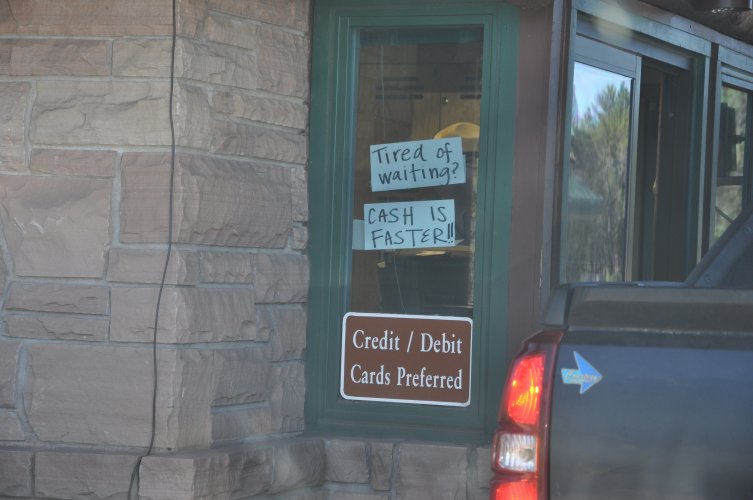 Tired of
waiting?
CASH IS
FASTER!!
Credit / Debit
Cards Preferred